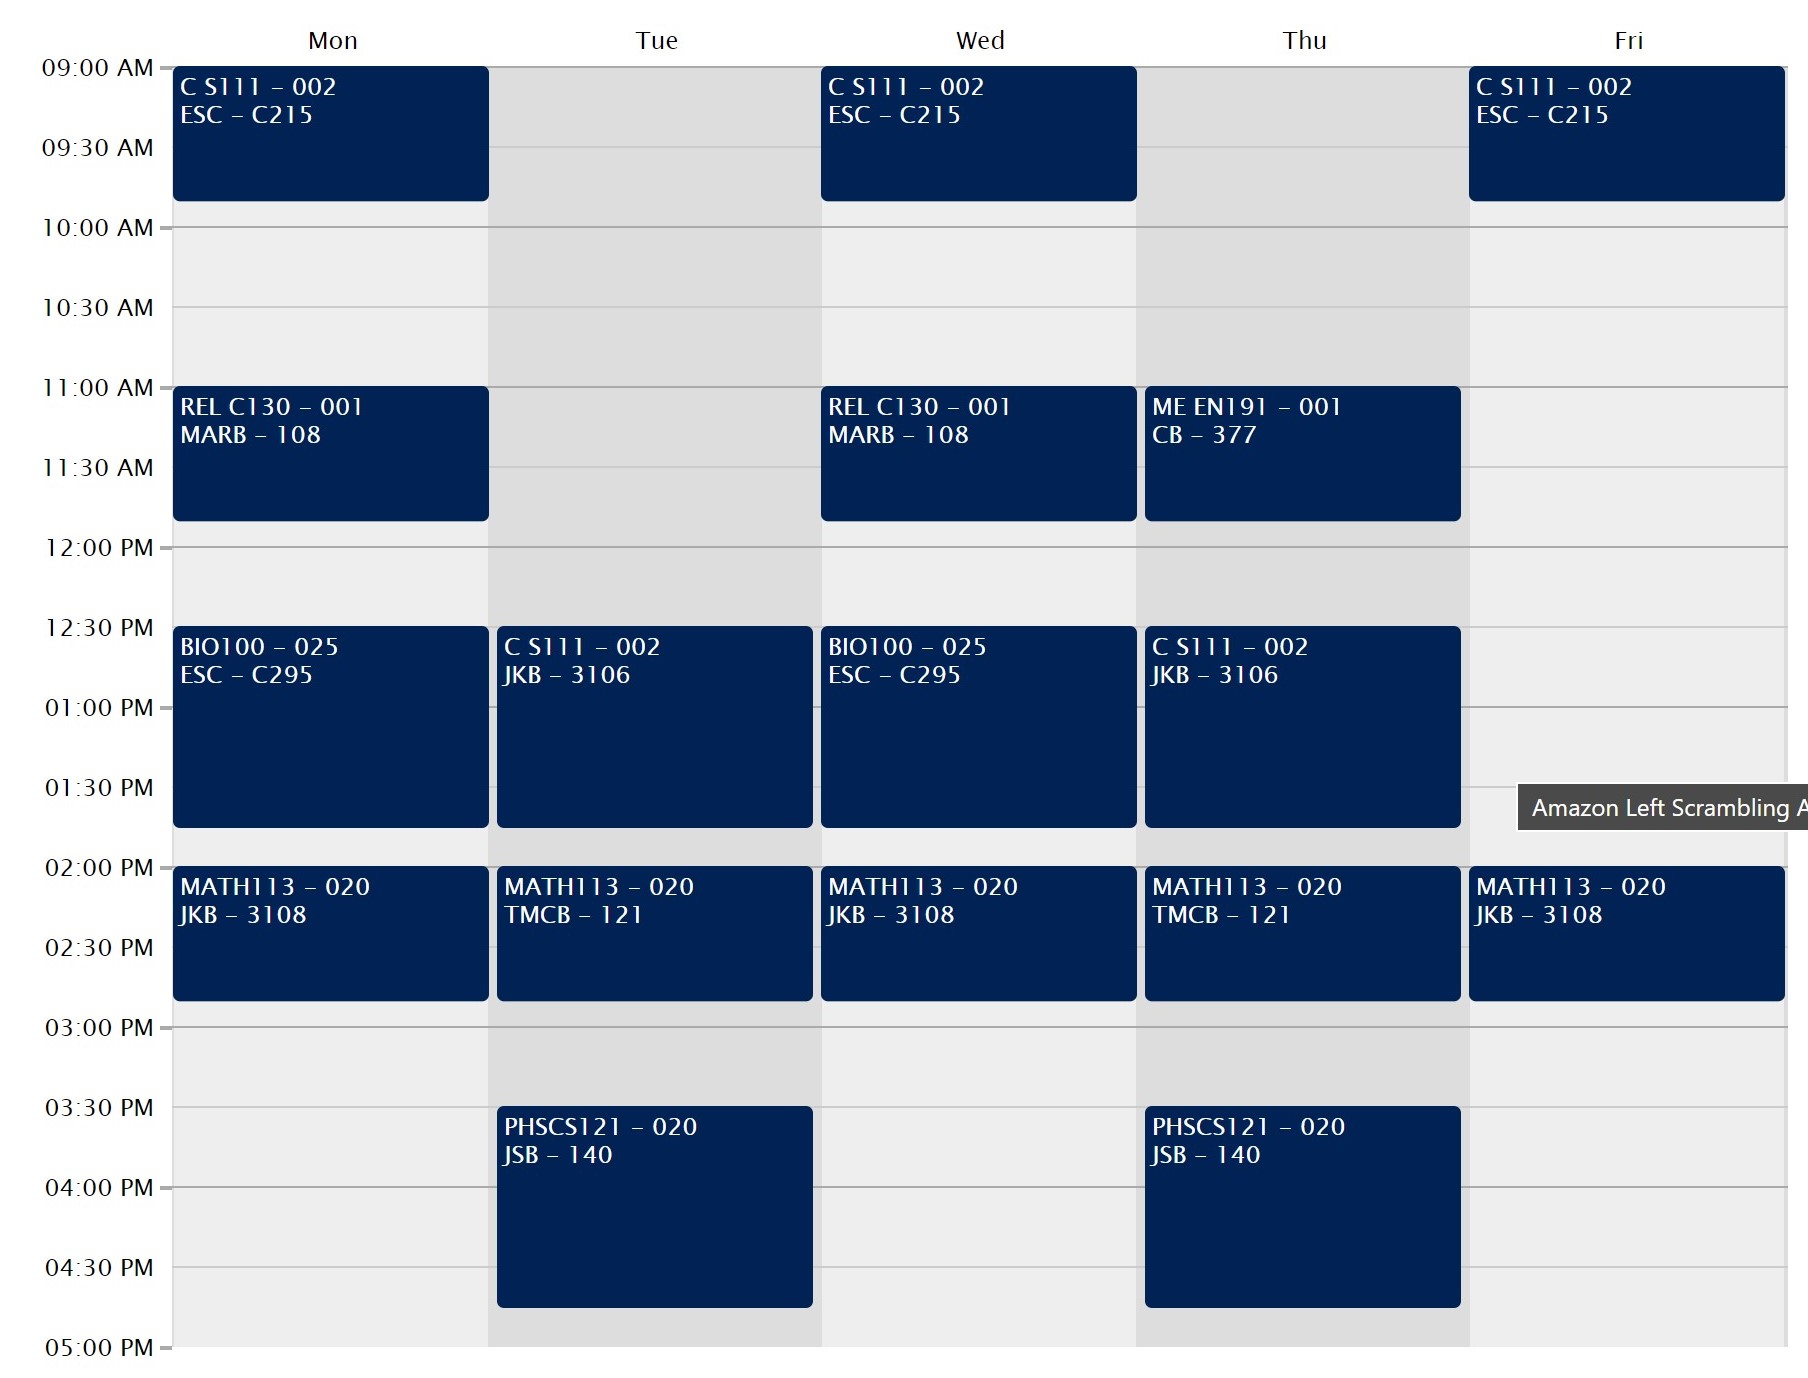 Mon Tue Wed Thu Fri
09:00 AM
C S111 – 002
ESC – C215
C S111 – 002
ESC – C215
C S111 – 002
ESC – C215
09:30 AM
10:00 AM
10:30 AM
11:00 AM
REL C130 – 001
MARB – 108
REL C130 – 001
MARB – 108
ME EN191 – 001
CB – 377
11:30 AM
12:00 PM
12:30 PM
BIO100 – 025
ESC – C295
C S111 – 002
JKB – 3106
BIO100 – 025
ESC – C295
C S111 – 002
JKB – 3106
01:00 PM
01:30 PM
Amazon Left Scrambling A
02:00 PM
MATH113 – 020
JKB – 3108
MATH113 – 020
TMCB – 121
MATH113 – 020
JKB – 3108
MATH113 – 020
TMCB – 121
MATH113 – 020
JKB – 3108
02:30 PM
03:00 PM
03:30 PM
PHSCS121 – 020
JSB – 140
PHSCS121 – 020
JSB – 140
04:00 PM
04:30 PM
05:00 PM